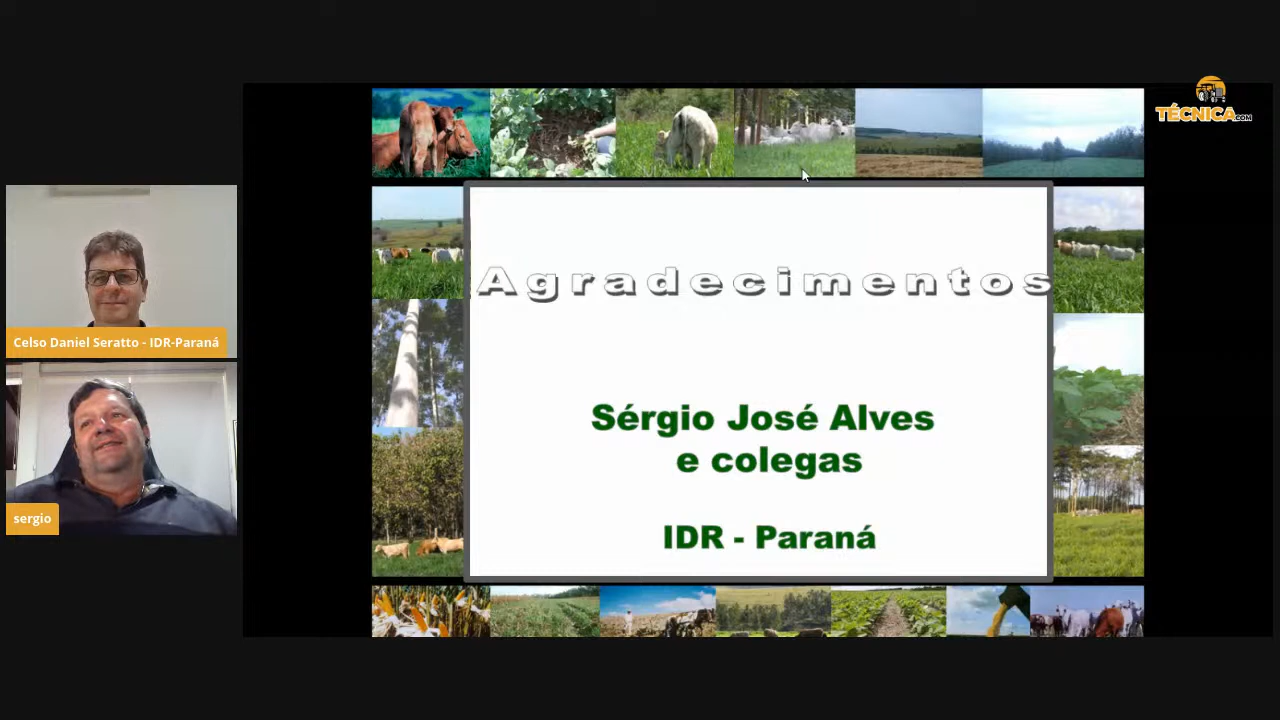 TÉCNICA.COM
Agradecimentos
Celso Daniel Seratto - IDR-Paraná
Sérgio José Alves
e colegas
sergio
IDR - Paraná